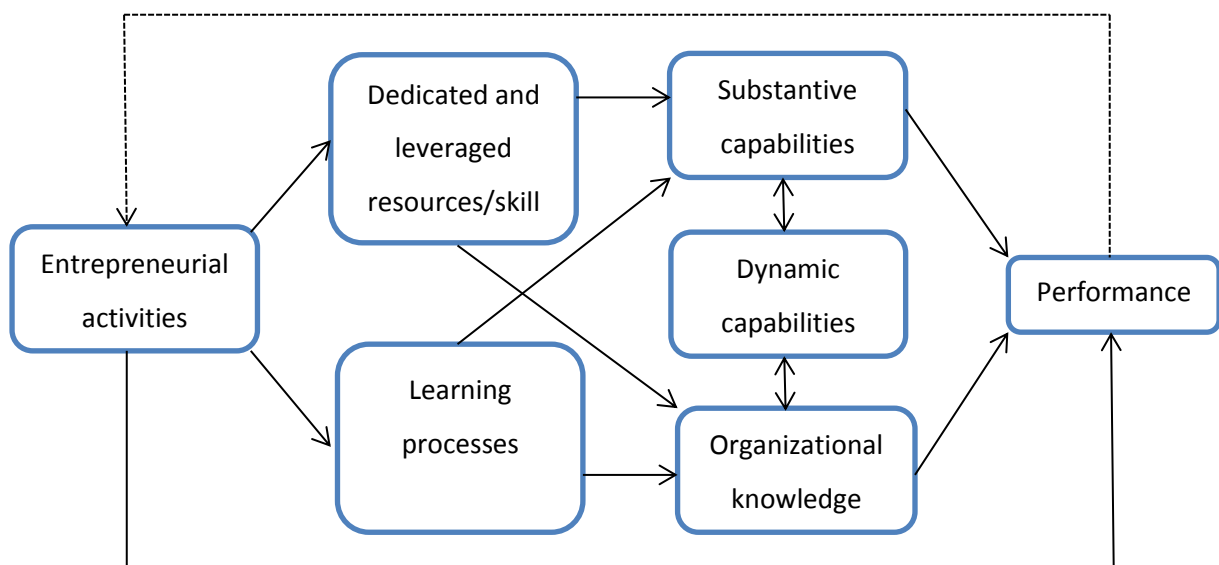 Dedicated and
leveraged
resources/skill
Substantive
capabilities
Entrepreneurial
activities
Dynamic
capabilities
Performance
Learning
processes
Organizational
knowledge